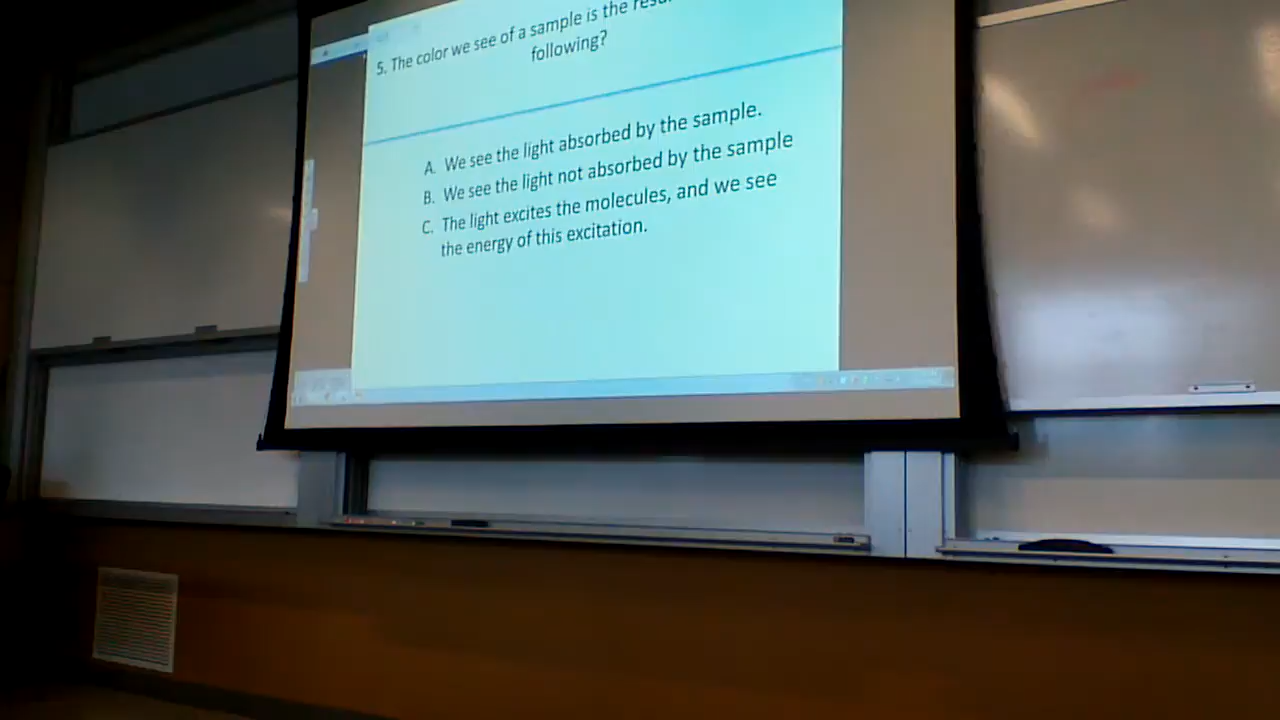 5. The color we see of a sample is the
following?
A. We see the light absorbed by the sample.
B. We see the light not absorbed by the sample
C. The light excites the molecules, and we see
the energy of this excitation.